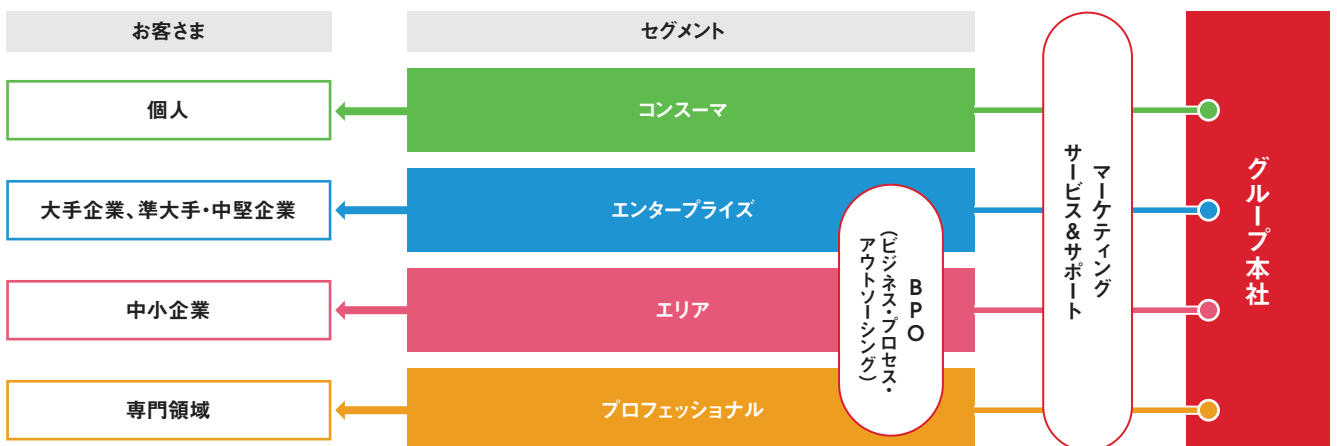 お客さま
セグメント
個人
コンスーマ
大手企業、準大手・中堅企業
エンタープライズ
中小企業
エリア
専門領域
プロフェッショナル
BPO
(ビジネス・プロセス・
アウトソーシング)
マーケティング
サービス&サポート
グループ本社